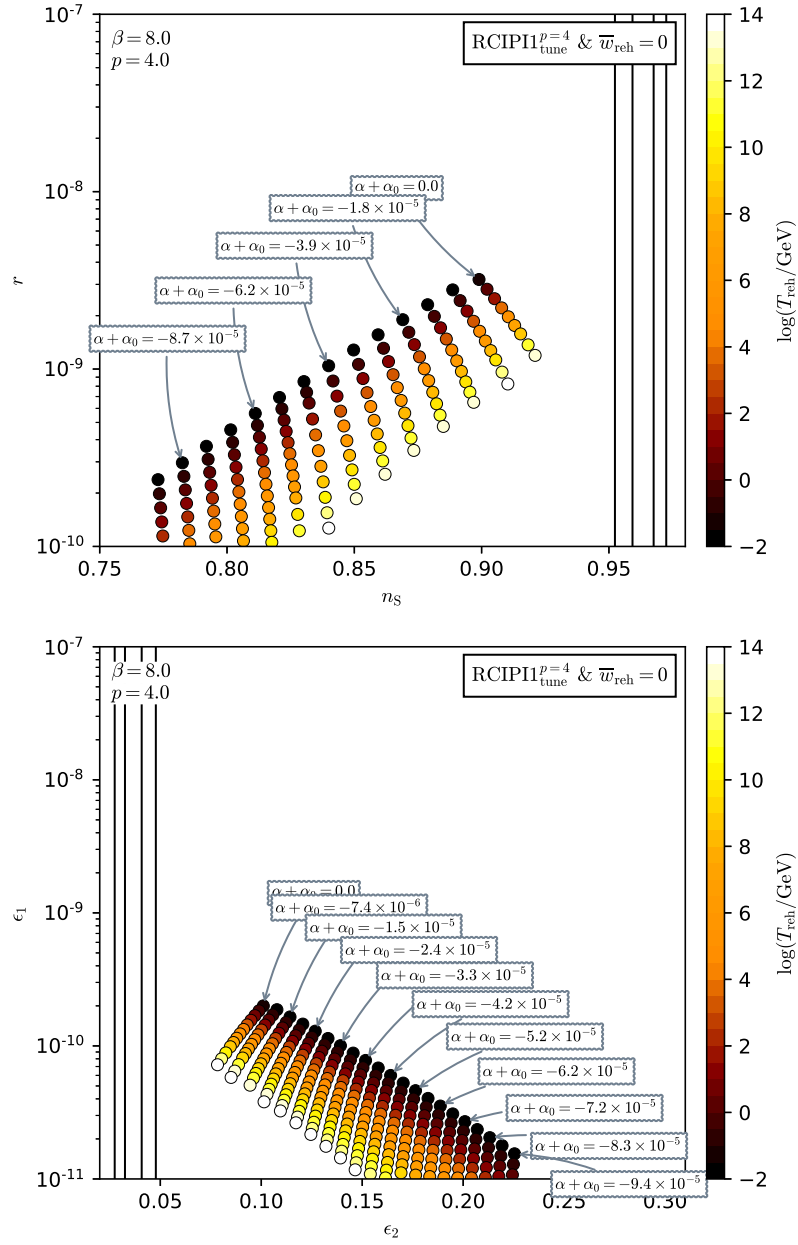 10⁻⁷
β = 8.0
p = 4.0
RCIPI1ᵖ⁼⁴ₜᵤₙₑ & w̅ᵣₑₕ = 0
14
12
10
8
6
4
2
0
−2
log(T_reh/GeV)
α + α₀ = 0.0
10⁻⁸
α + α₀ = −1.8 × 10⁻⁵
α + α₀ = −3.9 × 10⁻⁵
r
α + α₀ = −6.2 × 10⁻⁵
α + α₀ = −8.7 × 10⁻⁵
10⁻⁹
10⁻¹⁰
0.75 0.80 0.85 0.90 0.95
n_S
10⁻⁷
β = 8.0
p = 4.0
RCIPI1ᵖ⁼⁴ₜᵤₙₑ & w̅ᵣₑₕ = 0
14
12
10
8
6
4
2
0
−2
log(T_reh/GeV)
10⁻⁸
α + α₀ = 0.0
α + α₀ = −7.4 × 10⁻⁶
10⁻⁹
ϵ₁
α + α₀ = −1.5 × 10⁻⁵
α + α₀ = −2.4 × 10⁻⁵
α + α₀ = −3.3 × 10⁻⁵
α + α₀ = −4.2 × 10⁻⁵
α + α₀ = −5.2 × 10⁻⁵
10⁻¹⁰
α + α₀ = −6.2 × 10⁻⁵
α + α₀ = −7.2 × 10⁻⁵
α + α₀ = −8.3 × 10⁻⁵
α + α₀ = −9.4 × 10⁻⁵
10⁻¹¹
0.05 0.10 0.15 0.20 0.25 0.30
ϵ₂